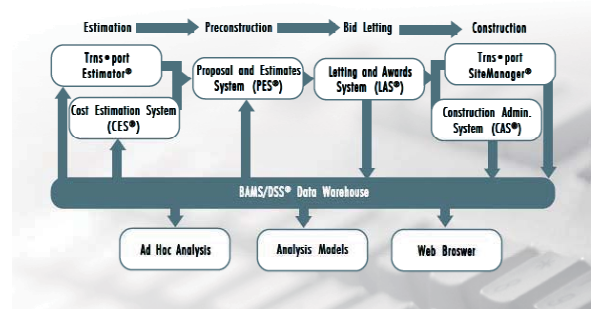 Estimation Preconstruction Bid Letting Construction
Trns•port
Estimator®
Cost Estimation System
(CES®)
Proposal and Estimates
System (PES®)
Letting and Awards
System (LAS®)
Trns•port
SiteManager®
Construction Admin.
System (CAS®)
BAMS/DSS® Data Warehouse
Ad Hoc Analysis
Analysis Models
Web Broswer